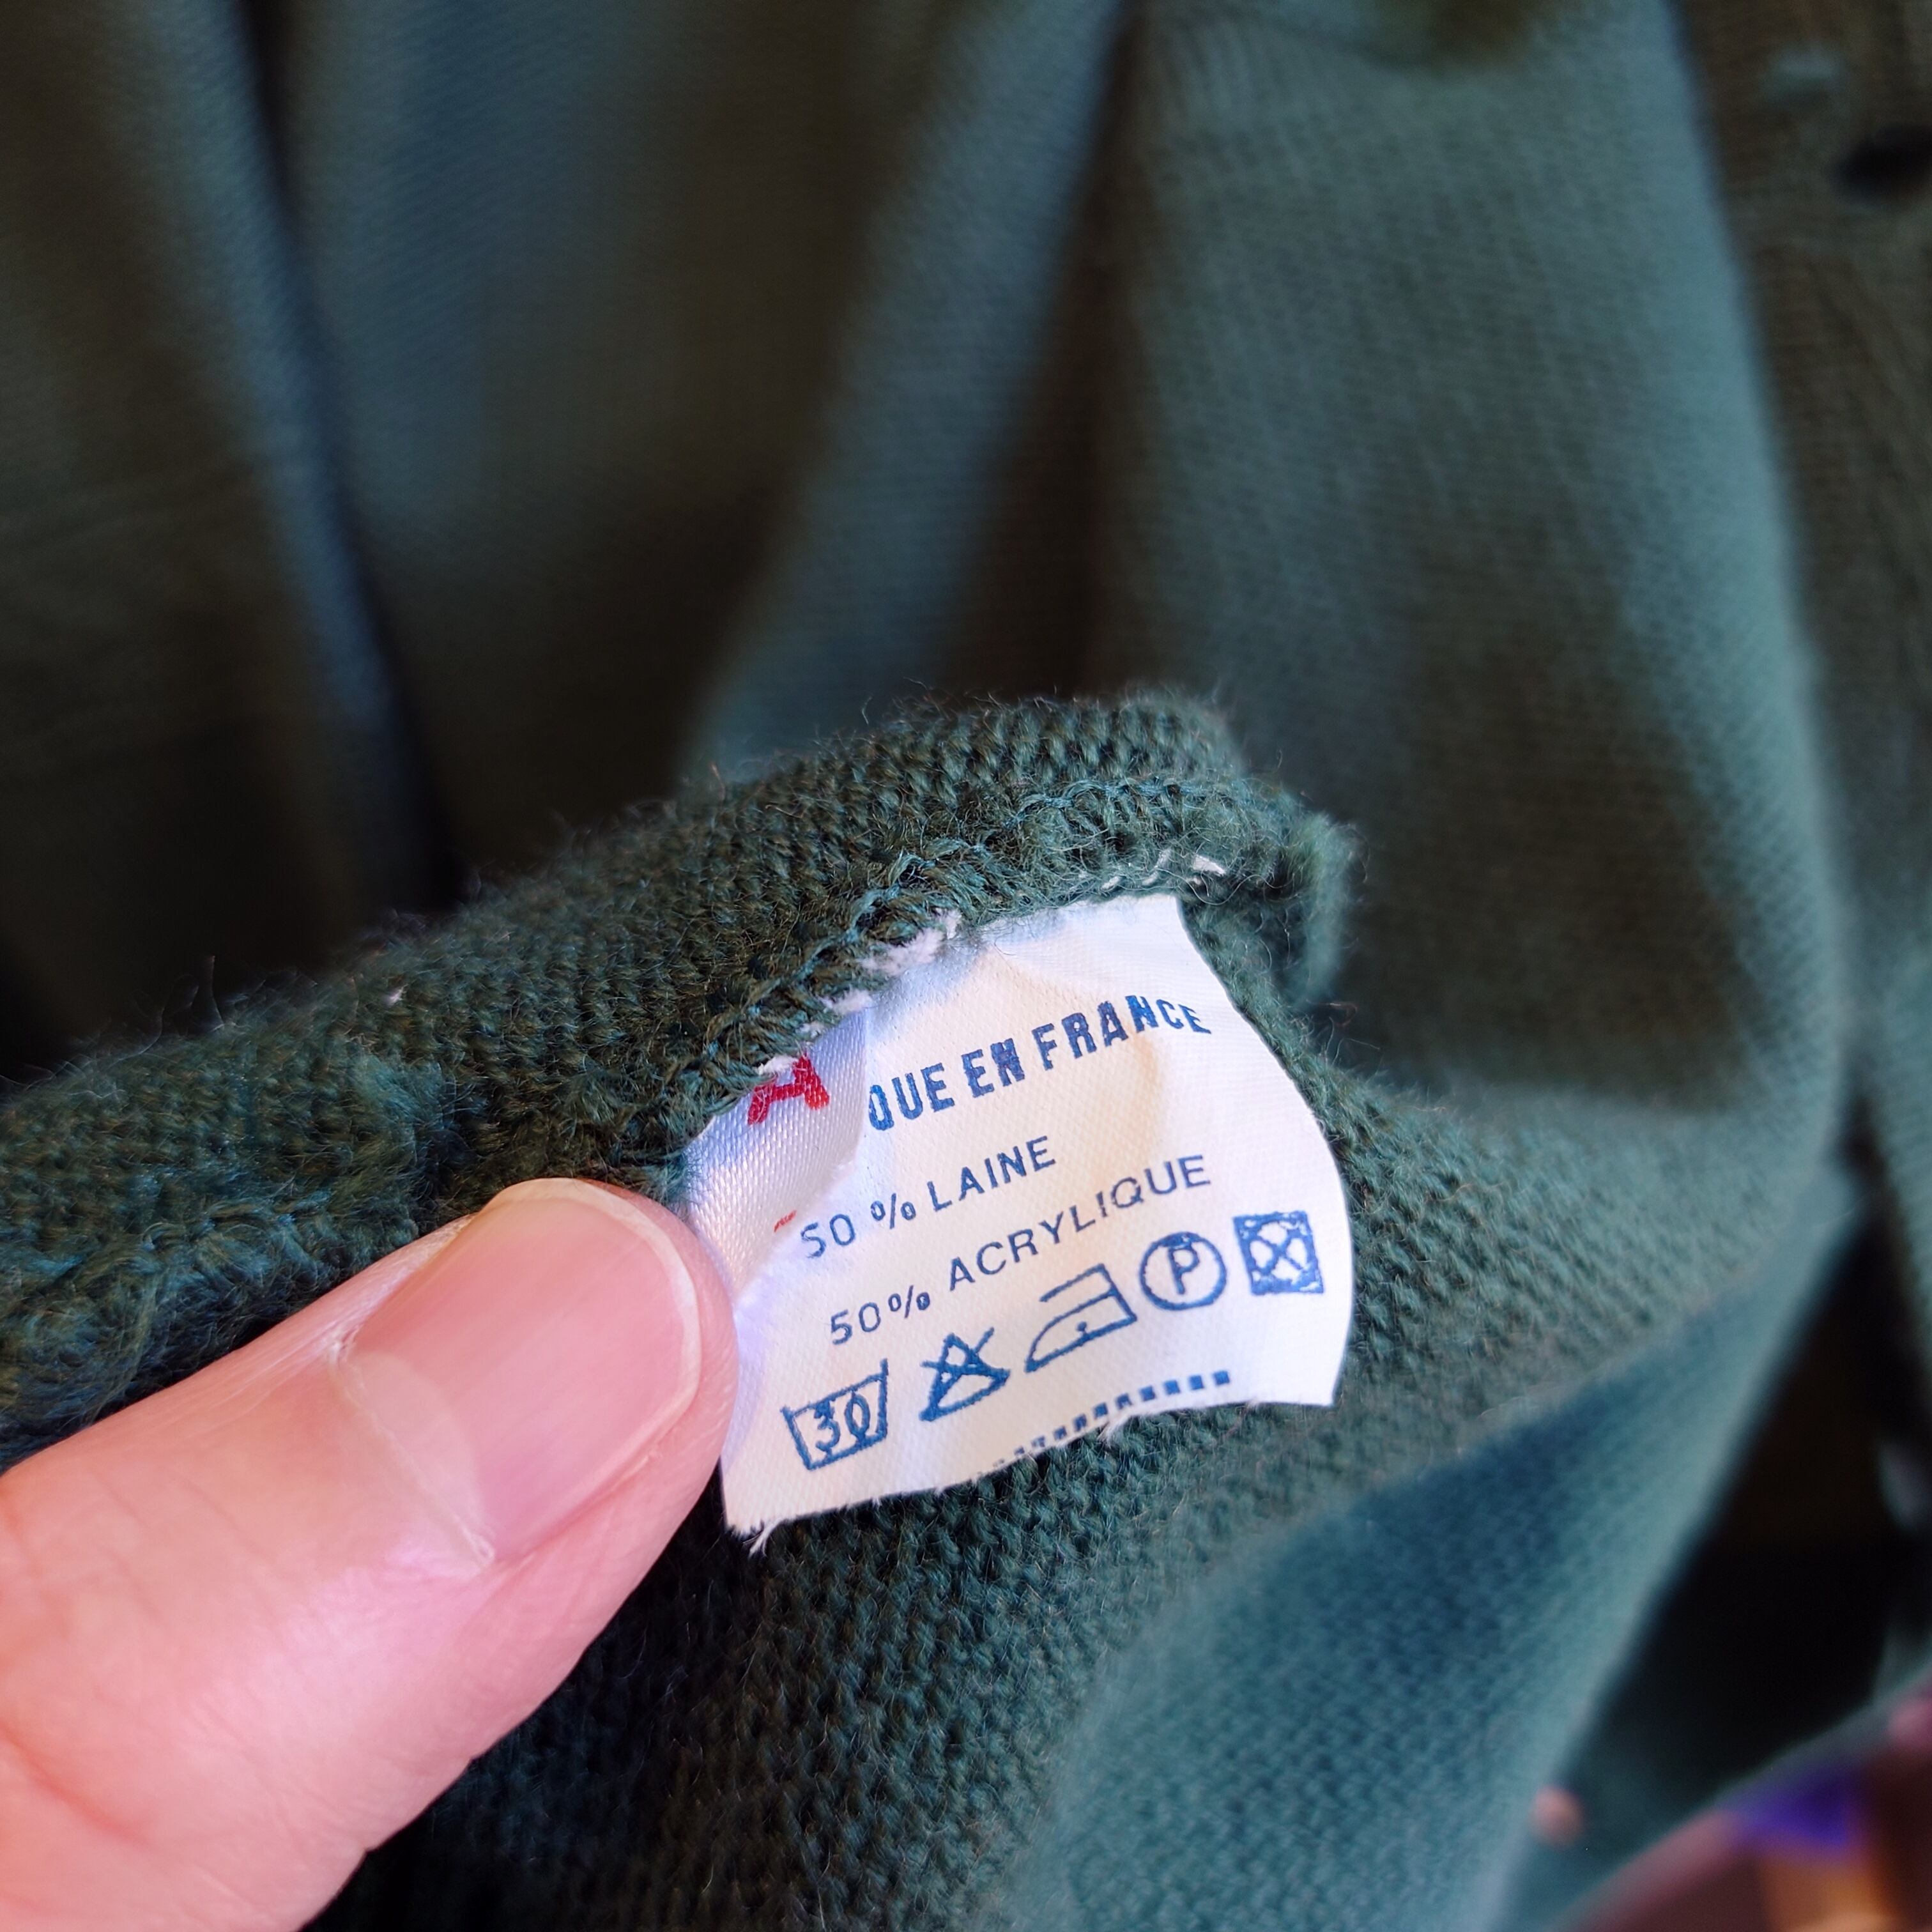 A
QUE EN FRANCE
50 % LAINE
50% ACRYLIQUE
30 P